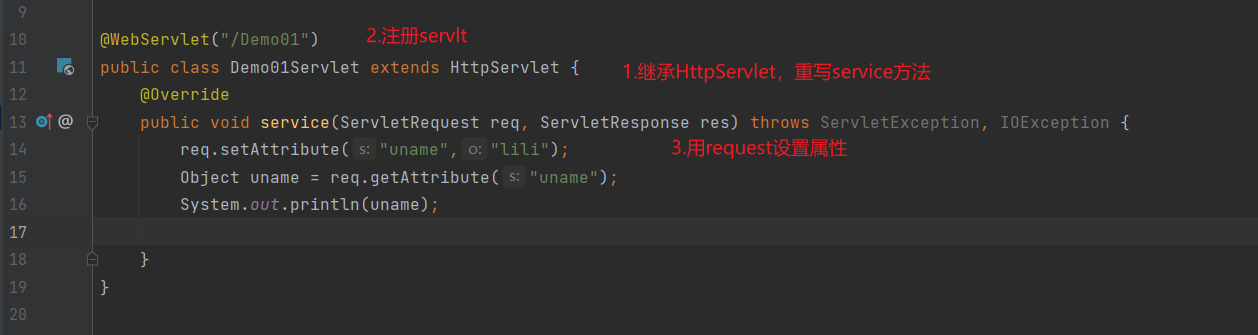 9
10 @WebServlet("/Demo01") 2.注册servlt
11 public class Demo01Servlet extends HttpServlet { 1.继承HttpServlet，重写service方法
12 @Override
13 @ public void service(ServletRequest req, ServletResponse res) throws ServletException, IOException {
14 req.setAttribute( s: "uname", o: "lili"); 3.用request设置属性
15 Object uname = req.getAttribute( s: "uname");
16 System.out.println(uname);
17
18 }
19 }
20